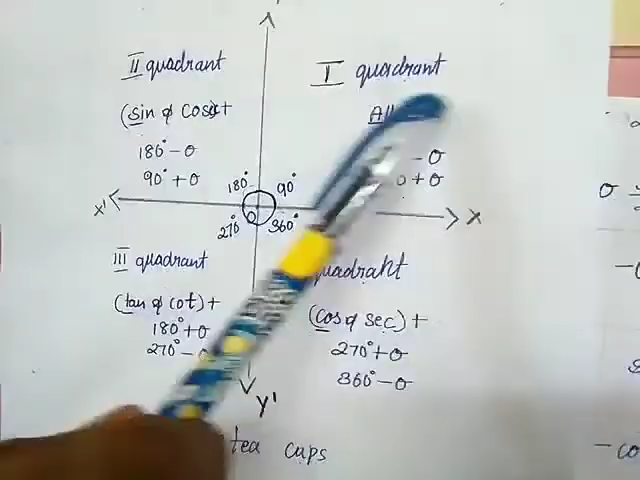 II quadrant
(Sin & Cosec)+
180° - θ
90° + θ
I quadrant
All
- θ
+ θ
180° 90°
X' X
270 360°
III quadrant
(tan & cot)+
180° + θ
270° -
quadrant
(Cos & sec)+
270° + θ
360° - θ
Y'
tea cups
θ